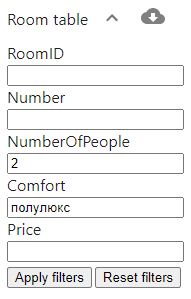 Room table
RoomID
Number
NumberOfPeople
2
Comfort
полулюкс
Price
Apply filters Reset filters